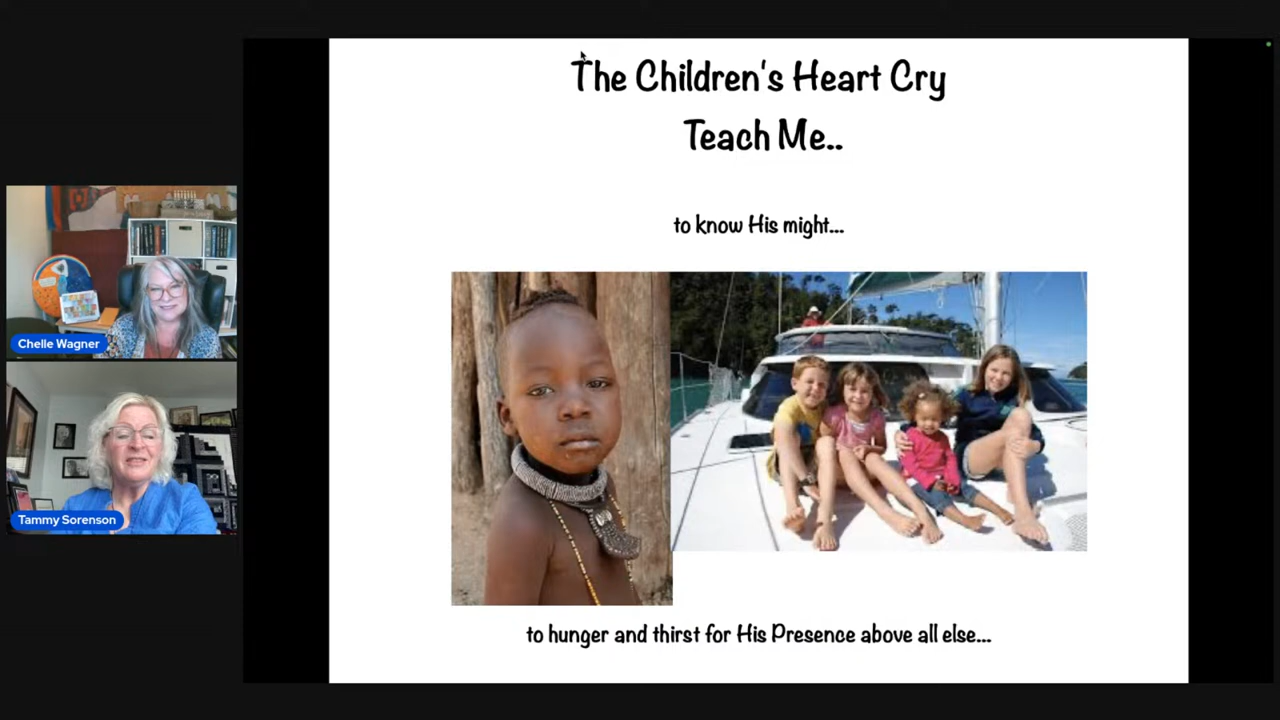 The Children's Heart Cry
Teach Me..
to know His might...
Chelle Wagner
Tammy Sorenson
to hunger and thirst for His Presence above all else...